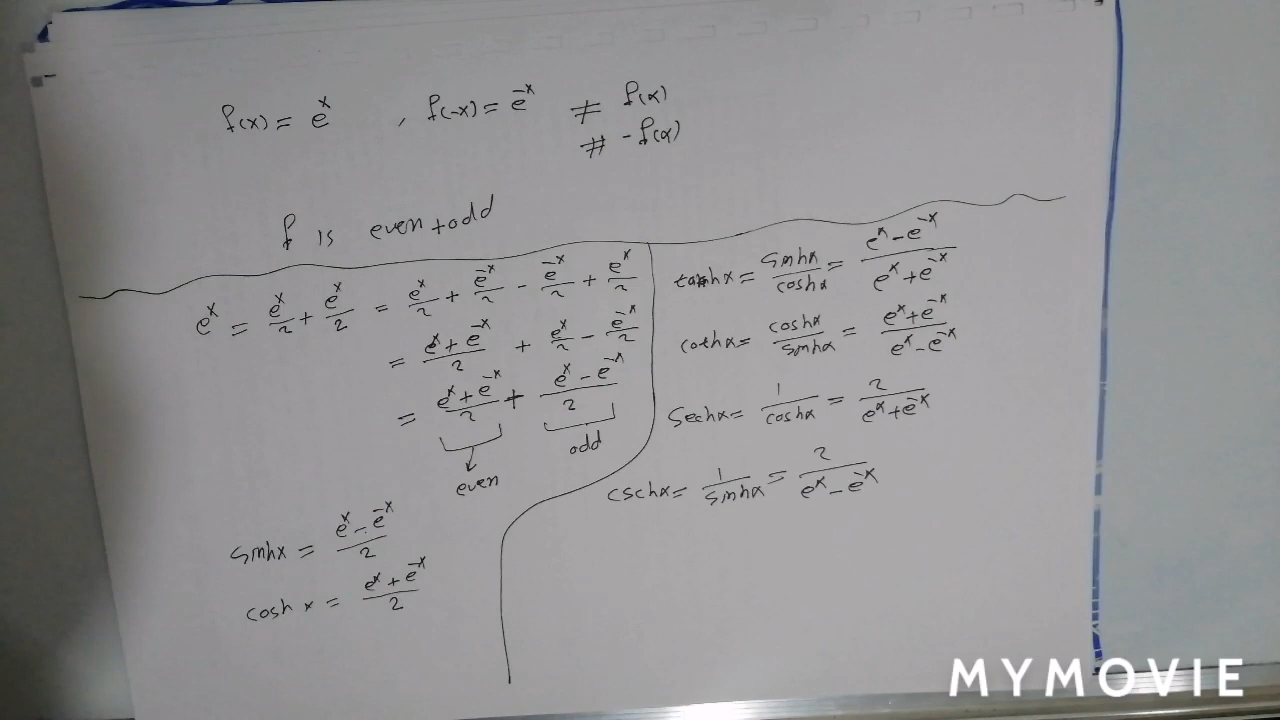 f(x) = e^x , f(-x) = e^-x ≠ f(x)
≠ -f(x)
f is even+odd
e^x = e^x/2 + e^x/2 = e^x/2 + e^-x/2 - e^-x/2 + e^x/2
= (e^x + e^-x)/2 + e^x/2 - e^-x/2
= (e^x + e^-x)/2 + (e^x - e^-x)/2
even odd
sinhx = (e^x - e^-x)/2
cosh x = (e^x + e^-x)/2
tanhx = sinhx/coshx = (e^x - e^-x)/(e^x + e^-x)
cothx = coshx/sinhx = (e^x + e^-x)/(e^x - e^-x)
Sechx = 1/coshx = 2/(e^x + e^-x)
cschx = 1/sinhx = 2/(e^x - e^-x)
MYMOVIE